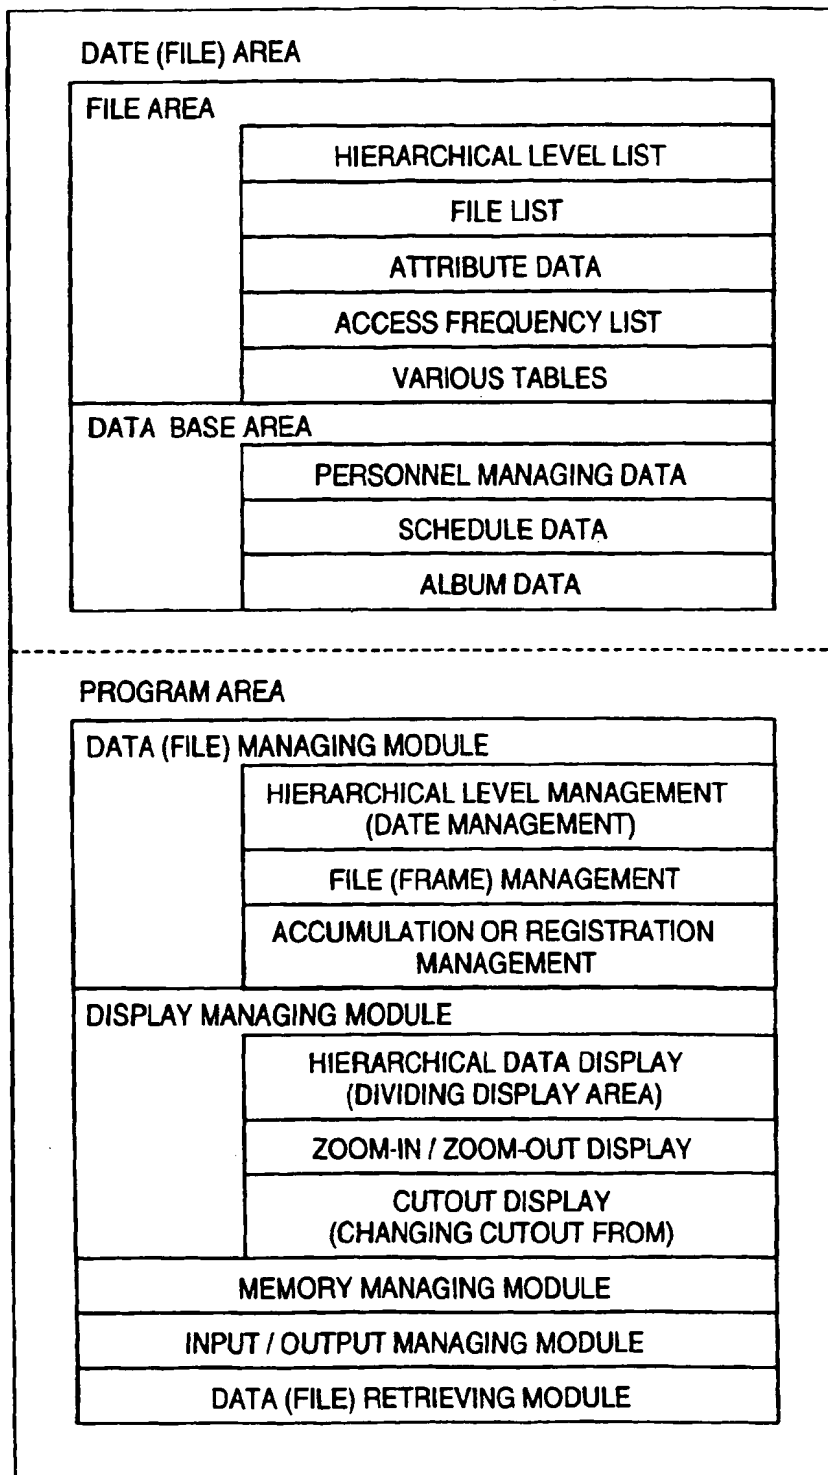 DATE (FILE) AREA
FILE AREA
HIERARCHICAL LEVEL LIST
FILE LIST
ATTRIBUTE DATA
ACCESS FREQUENCY LIST
VARIOUS TABLES
DATA BASE AREA
PERSONNEL MANAGING DATA
SCHEDULE DATA
ALBUM DATA
PROGRAM AREA
DATA (FILE) MANAGING MODULE
HIERARCHICAL LEVEL MANAGEMENT
(DATE MANAGEMENT)
FILE (FRAME) MANAGEMENT
ACCUMULATION OR REGISTRATION
MANAGEMENT
DISPLAY MANAGING MODULE
HIERARCHICAL DATA DISPLAY
(DIVIDING DISPLAY AREA)
ZOOM-IN / ZOOM-OUT DISPLAY
CUTOUT DISPLAY
(CHANGING CUTOUT FROM)
MEMORY MANAGING MODULE
INPUT / OUTPUT MANAGING MODULE
DATA (FILE) RETRIEVING MODULE